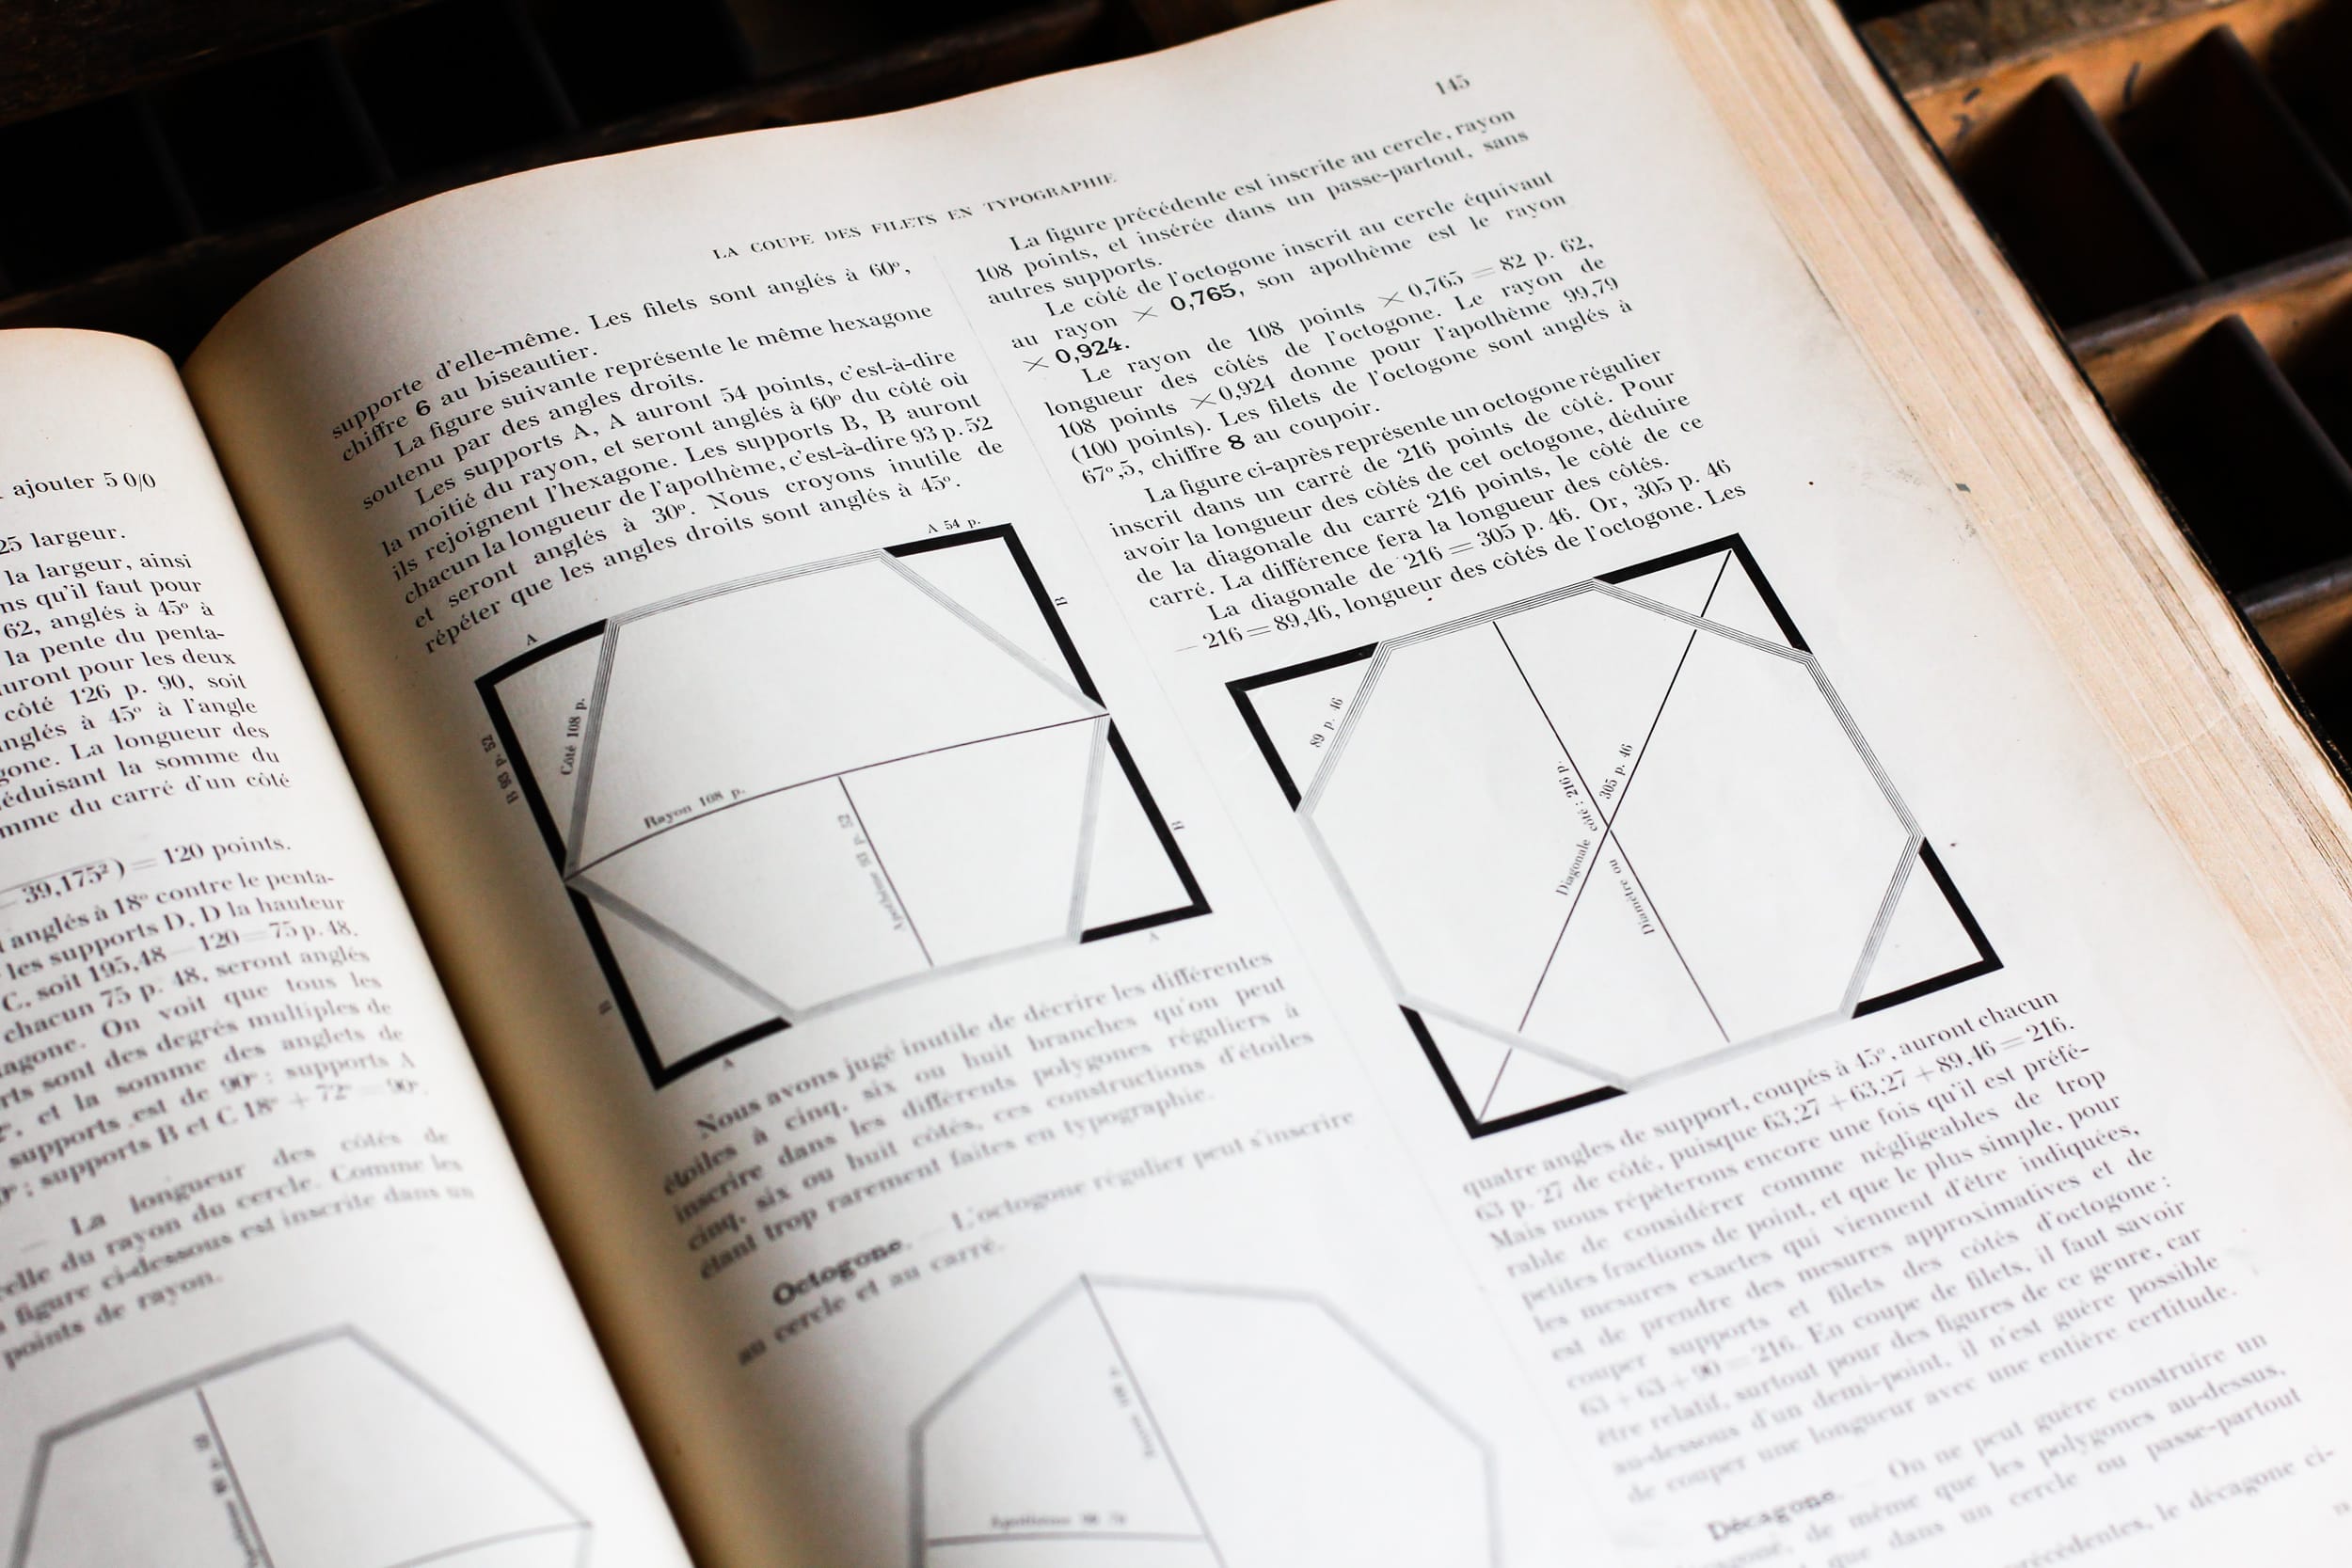 ajouter 5 0/0
25 largeur.
la largeur, ainsi
ns qu'il faut pour
62, anglés à 45° à
la pente du penta-
uront pour les deux
côté 126 p. 90, soit
nglés à 45° à l'angle
gone. La longueur des
éduisant la somme du
mme du carré d'un côté
— 39,175²) = 120 points.
anglés à 18° contre le penta-
les supports D, D la hauteur
C, soit 195,48 — 120 = 75 p. 48,
chacun 75 p. 48, seront anglés
agone. On voit que tous les
rts sont des degrés multiples de
et la somme des anglets de
supports est de 90° : supports A
; supports B et C 18° + 72° = 90°.
— La longueur des côtés de
celle du rayon du cercle. Comme les
figure ci-dessous est inscrite dans un
points de rayon.
LA COUPE DES FILETS EN TYPOGRAPHIE
145
supporte d'elle-même. Les filets sont anglés à 60°,
chiffre 6 au biseautier.
La figure suivante représente le même hexagone
soutenu par des angles droits.
Les supports A, A auront 54 points, c'est-à-dire
la moitié du rayon, et seront anglés à 60° du côté où
ils rejoignent l'hexagone. Les supports B, B auront
chacun la longueur de l'apothème, c'est-à-dire 93 p. 52
et seront anglés à 30°. Nous croyons inutile de
répéter que les angles droits sont anglés à 45°.
A
A 54 p.
B
B 93 p. 52
Côté 108 p.
Rayon 108 p.
Apothème 93 p. 52
B
B
A
A
Nous avons jugé inutile de décrire les différentes
étoiles à cinq, six ou huit branches qu'on peut
inscrire dans les différents polygones réguliers à
cinq, six ou huit côtés, ces constructions d'étoiles
étant trop rarement faites en typographie.
Octogone. — L'octogone régulier peut s'inscrire
au cercle et au carré.
La figure précédente est inscrite au cercle, rayon
108 points, et insérée dans un passe-partout, sans
autres supports.
Le côté de l'octogone inscrit au cercle équivaut
au rayon × 0,765, son apothème est le rayon
× 0,924.
Le rayon de 108 points × 0,765 = 82 p. 62,
longueur des côtés de l'octogone. Le rayon de
108 points × 0,924 donne pour l'apothème 99,79
(100 points). Les filets de l'octogone sont anglés à
67°,5, chiffre 8 au coupoir.
La figure ci-après représente un octogone régulier
inscrit dans un carré de 216 points de côté. Pour
avoir la longueur des côtés de cet octogone, déduire
de la diagonale du carré 216 points, le côté de ce
carré. La différence fera la longueur des côtés.
La diagonale de 216 = 305 p. 46. Or, 305 p. 46
— 216 = 89,46, longueur des côtés de l'octogone. Les
89 p. 46
Diagonale 305 p. 46
Diamètre ou côté : 216 p.
quatre angles de support, coupés à 45°, auront chacun
63 p. 27 de côté, puisque 63,27 + 63,27 + 89,46 = 216.
Mais nous répèterons encore une fois qu'il est préfé-
rable de considérer comme négligeables de trop
petites fractions de point, et que le plus simple, pour
les mesures exactes qui viennent d'être indiquées,
est de prendre des mesures approximatives et de
couper supports et filets des côtés d'octogone :
63 + 63 + 90 = 216. En coupe de filets, il faut savoir
être relatif, surtout pour des figures de ce genre, car
au-dessous d'un demi-point, il n'est guère possible
de couper une longueur avec une entière certitude.
Décagone. — On ne peut guère construire un
décagone, de même que les polygones au-dessus,
que dans un cercle ou passe-partout
précédentes, le décagone ci-